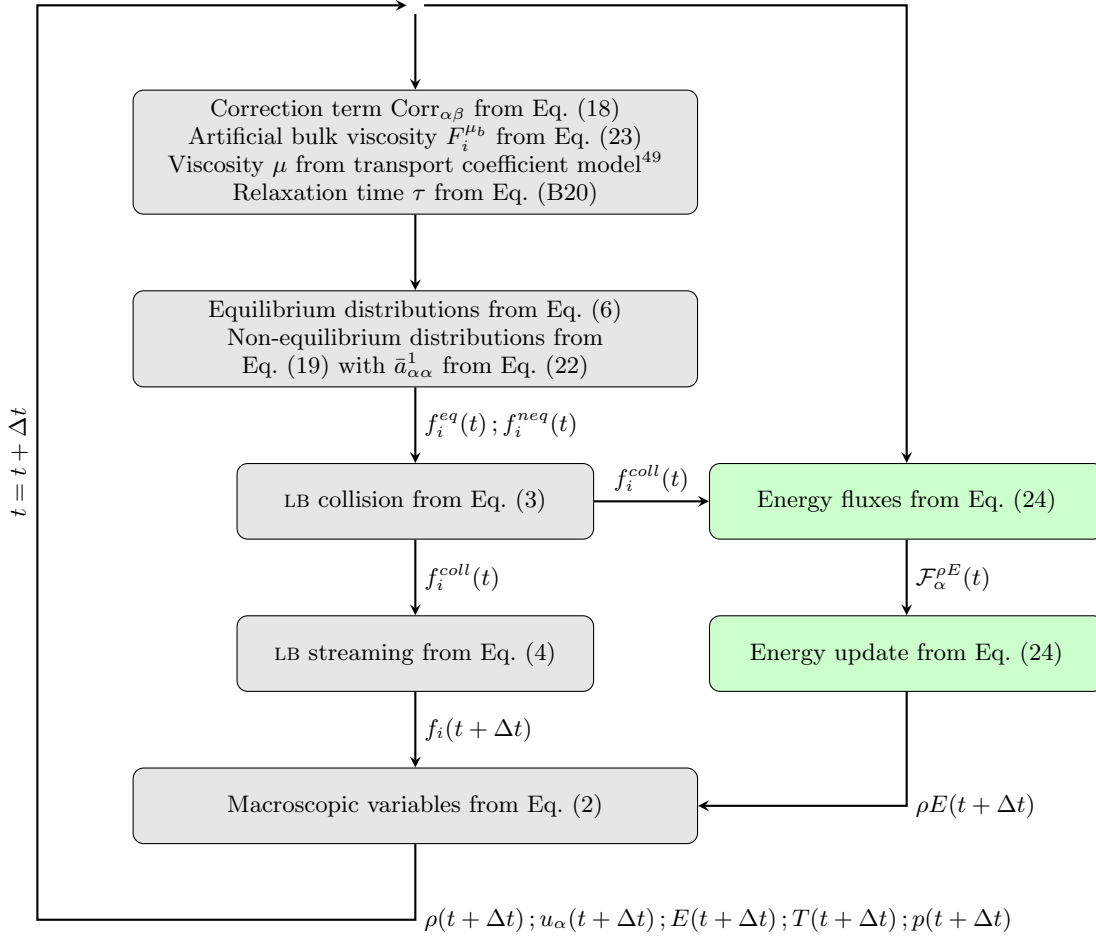 Correction term Corr_{αβ} from Eq. (18)
Artificial bulk viscosity F_i^{μ_b} from Eq. (23)
Viscosity μ from transport coefficient model^{49}
Relaxation time τ from Eq. (B20)
Equilibrium distributions from Eq. (6)
Non-equilibrium distributions from
Eq. (19) with ā^1_{αα} from Eq. (22)
f_i^{eq}(t) ; f_i^{neq}(t)
t = t + Δt
LB collision from Eq. (3)
f_i^{coll}(t)
Energy fluxes from Eq. (24)
f_i^{coll}(t)
ℱ_α^{ρE}(t)
LB streaming from Eq. (4)
Energy update from Eq. (24)
f_i(t + Δt)
Macroscopic variables from Eq. (2)
ρE(t + Δt)
ρ(t + Δt) ; u_α(t + Δt) ; E(t + Δt) ; T(t + Δt) ; p(t + Δt)